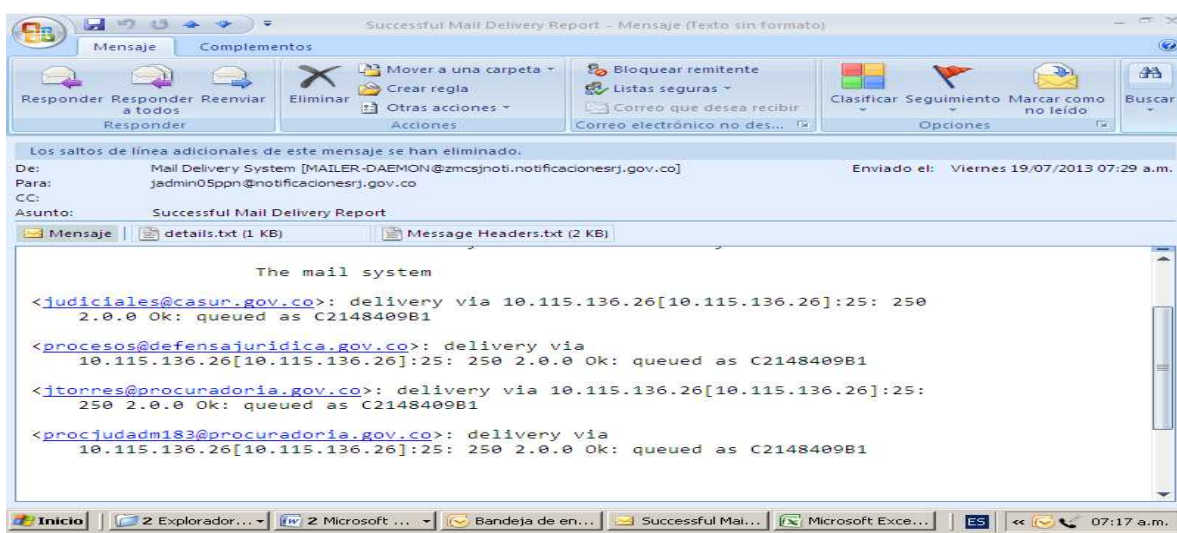 Successful Mail Delivery Report - Mensaje (Texto sin formato)
Mensaje Complementos
Responder Responder a todos Reenviar
Responder
Eliminar
Mover a una carpeta
Crear regla
Otras acciones
Acciones
Bloquear remitente
Listas seguras
Correo que desea recibir
Correo electrónico no des...
Clasificar Seguimiento Marcar como no leído
Opciones
Buscar
Los saltos de línea adicionales de este mensaje se han eliminado.
De: Mail Delivery System [MAILER-DAEMON@zmcsjnoti.notificacionesrj.gov.co] Enviado el: Viernes 19/07/2013 07:29 a.m.
Para: jadmin05ppn@notificacionesrj.gov.co
CC:
Asunto: Successful Mail Delivery Report
Mensaje details.txt (1 KB) Message Headers.txt (2 KB)
The mail system
<judiciales@casur.gov.co>: delivery via 10.115.136.26[10.115.136.26]:25: 250
2.0.0 Ok: queued as C2148409B1
<procesos@defensajuridica.gov.co>: delivery via
10.115.136.26[10.115.136.26]:25: 250 2.0.0 Ok: queued as C2148409B1
<jtorres@procuradoria.gov.co>: delivery via 10.115.136.26[10.115.136.26]:25:
250 2.0.0 Ok: queued as C2148409B1
<procjudadm183@procuradoria.gov.co>: delivery via
10.115.136.26[10.115.136.26]:25: 250 2.0.0 Ok: queued as C2148409B1
Inicio 2 Explorador... 2 Microsoft ... Bandeja de en... Successful Mai... Microsoft Exce... ES « 07:17 a.m.